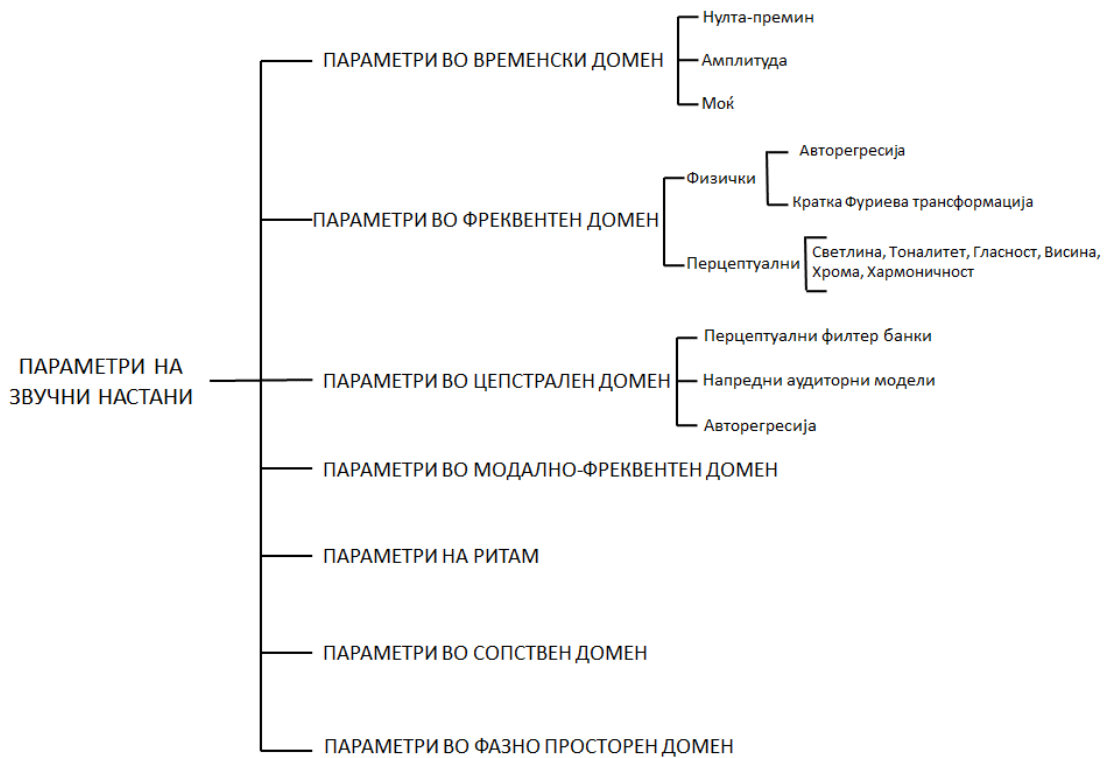 ПАРАМЕТРИ НА
ЗВУЧНИ НАСТАНИ
ПАРАМЕТРИ ВО ВРЕМЕНСКИ ДОМЕН
Нулта-премин
Амплитуда
Моќ
ПАРАМЕТРИ ВО ФРЕКВЕНТЕН ДОМЕН
Физички
Авторегресија
Кратка Фуриева трансформација
Перцептуални
Светлина, Тоналитет, Гласност, Висина,
Хрома, Хармоничност
ПАРАМЕТРИ ВО ЦЕПСТРАЛЕН ДОМЕН
Перцептуални филтер банки
Напредни аудиторни модели
Авторегресија
ПАРАМЕТРИ ВО МОДАЛНО-ФРЕКВЕНТЕН ДОМЕН
ПАРАМЕТРИ НА РИТАМ
ПАРАМЕТРИ ВО СОПСТВЕН ДОМЕН
ПАРАМЕТРИ ВО ФАЗНО ПРОСТОРЕН ДОМЕН